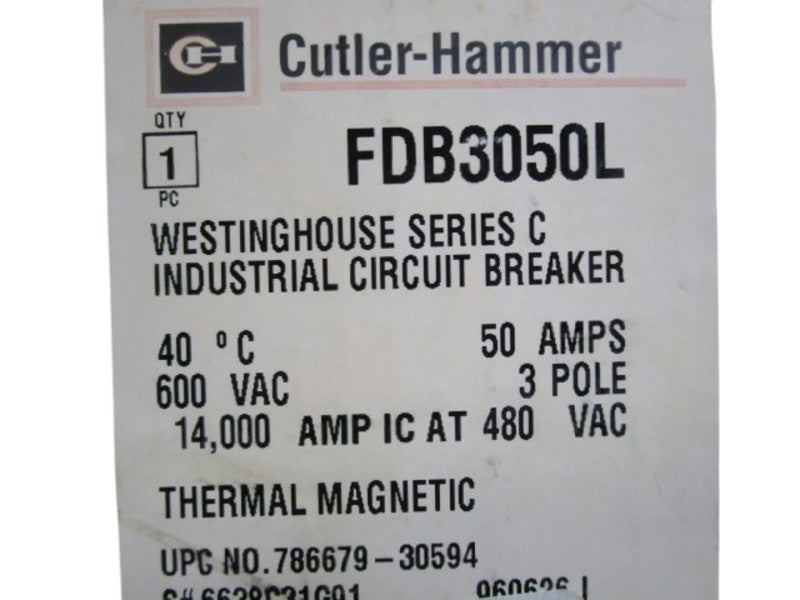 CH Cutler-Hammer
QTY
1
PC
FDB3050L
WESTINGHOUSE SERIES C
INDUSTRIAL CIRCUIT BREAKER
40 °C 50 AMPS
600 VAC 3 POLE
14,000 AMP IC AT 480 VAC
THERMAL MAGNETIC
UPC NO. 786679-30594